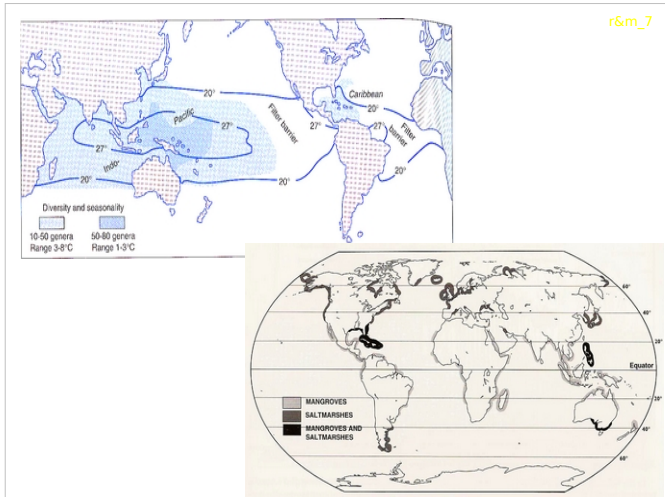 r&m_7
20°
Caribbean
20°
Pacific
27°
Filter barrier
27°
27°
Filter barrier
27°
Indo-
20°
20°
20°
Diversity and seasonality
10-50 genera
50-80 genera
Range 3-8°C
Range 1-3°C
60°
40°
20°
Equator
20°
40°
60°
MANGROVES
SALTMARSHES
MANGROVES AND
SALTMARSHES